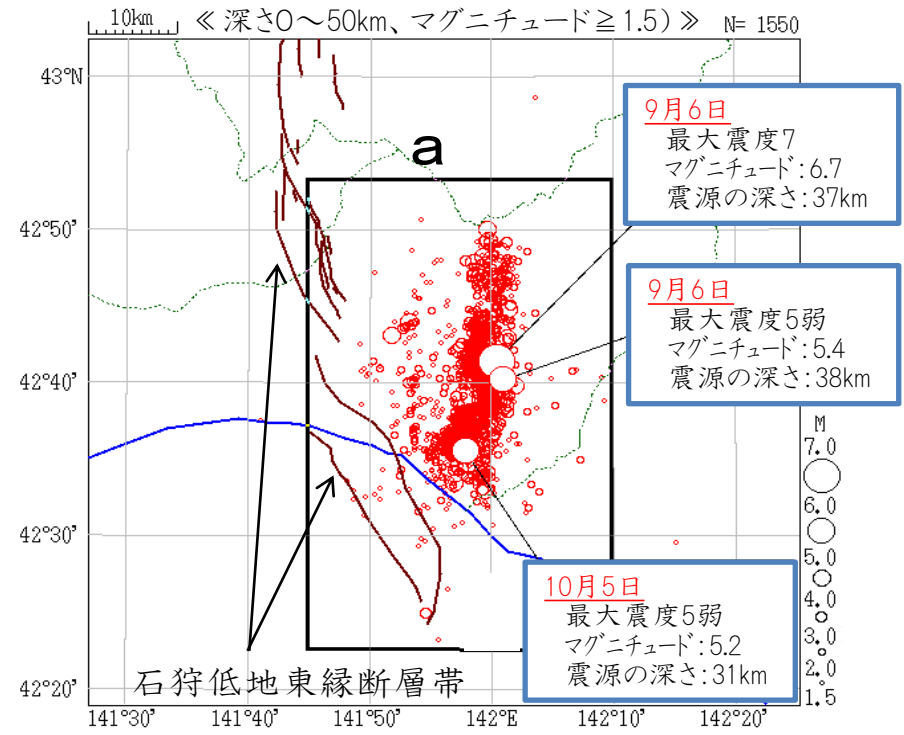 10km
≪ 深さ0～50km、マグニチュード≧1.5) ≫
N= 1550
43°N
42°50'
42°40'
42°30'
42°20'
141°30'
141°40'
141°50'
142°E
142°10'
142°20'
a
9月6日
最大震度7
マグニチュード:6.7
震源の深さ:37km
9月6日
最大震度5弱
マグニチュード:5.4
震源の深さ:38km
10月5日
最大震度5弱
マグニチュード:5.2
震源の深さ:31km
石狩低地東縁断層帯
M
7.0
6.0
5.0
4.0
3.0
2.0
1.5